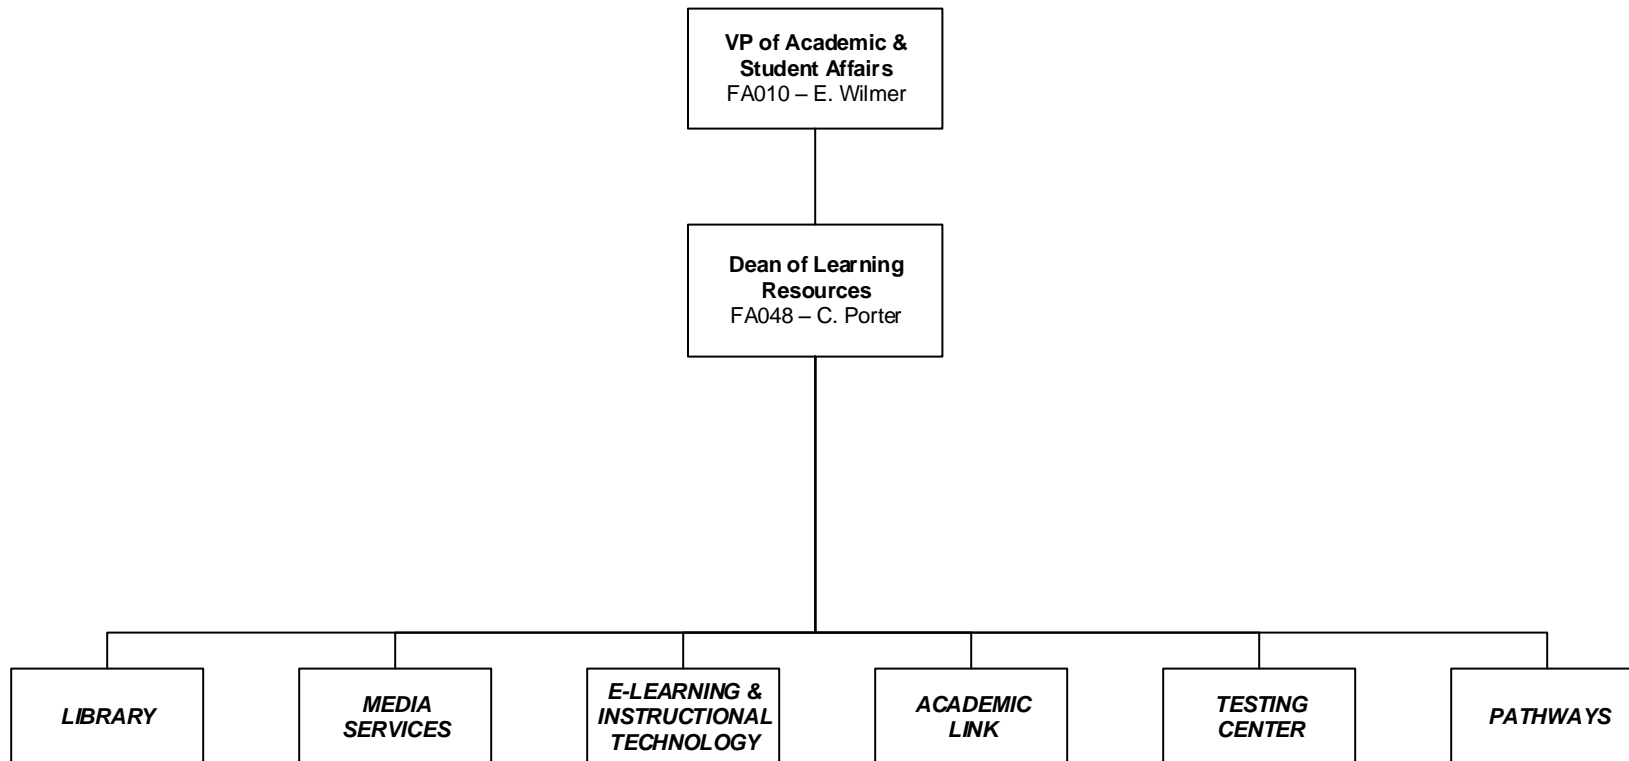 VP of Academic &
Student Affairs
FA010 – E. Wilmer
Dean of Learning
Resources
FA048 – C. Porter
LIBRARY
MEDIA
SERVICES
E-LEARNING &
INSTRUCTIONAL
TECHNOLOGY
ACADEMIC
LINK
TESTING
CENTER
PATHWAYS